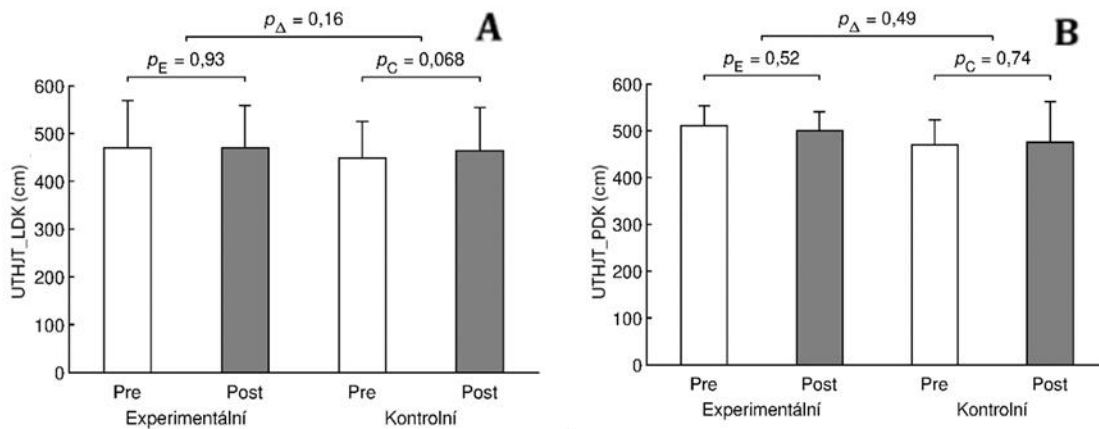 A
p_Δ = 0,16
p_E = 0,93
p_C = 0,068
UTHJT_LDK (cm)
600
500
400
300
200
100
0
Pre
Post
Pre
Post
Experimentální
Kontrolní
B
p_Δ = 0,49
p_E = 0,52
p_C = 0,74
UTHJT_PDK (cm)
600
500
400
300
200
100
0
Pre
Post
Pre
Post
Experimentální
Kontrolní